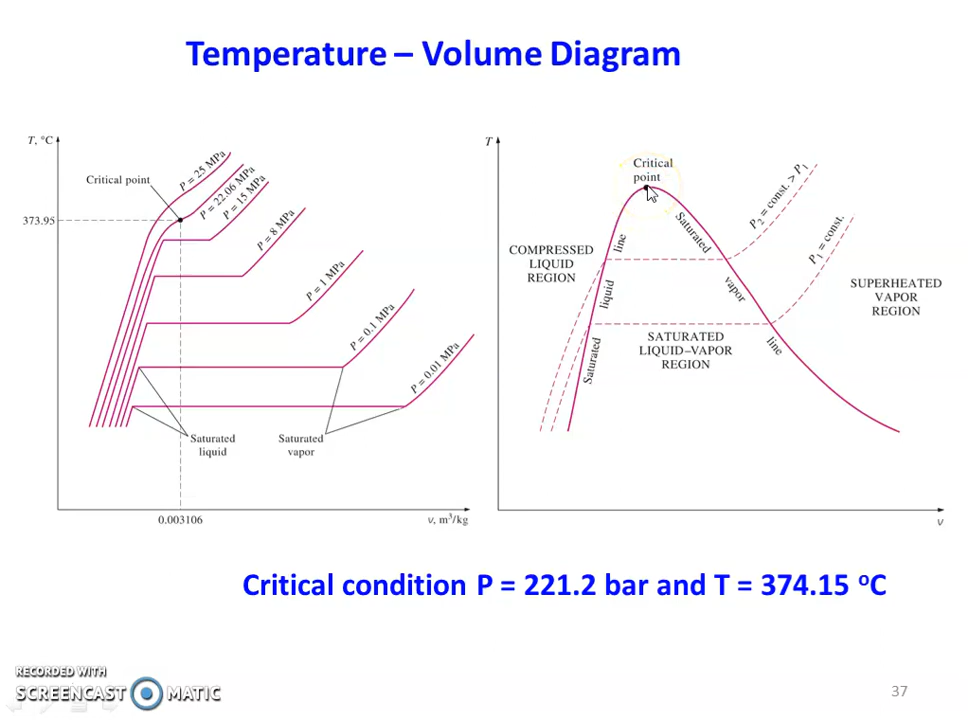 Temperature – Volume Diagram
T, °C
Critical point
373.95
P = 25 MPa
P = 22.06 MPa
P = 15 MPa
P = 8 MPa
P = 1 MPa
P = 0.1 MPa
P = 0.01 MPa
Saturated
liquid
Saturated
vapor
0.003106
v, m³/kg
T
Critical
point
COMPRESSED
LIQUID
REGION
Saturated liquid line
Saturated vapor line
P₂ = const. > P₁
P₁ = const.
SUPERHEATED
VAPOR
REGION
SATURATED
LIQUID–VAPOR
REGION
v
Critical condition P = 221.2 bar and T = 374.15 ᵒC
RECORDED WITH
SCREENCAST MATIC
37